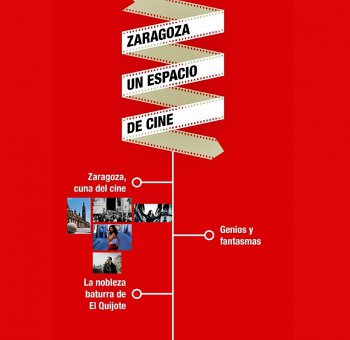 ZARAGOZA
UN ESPACIO
DE CINE
Zaragoza,
cuna del cine
Genios y
fantasmas
La nobleza
baturra de
El Quijote